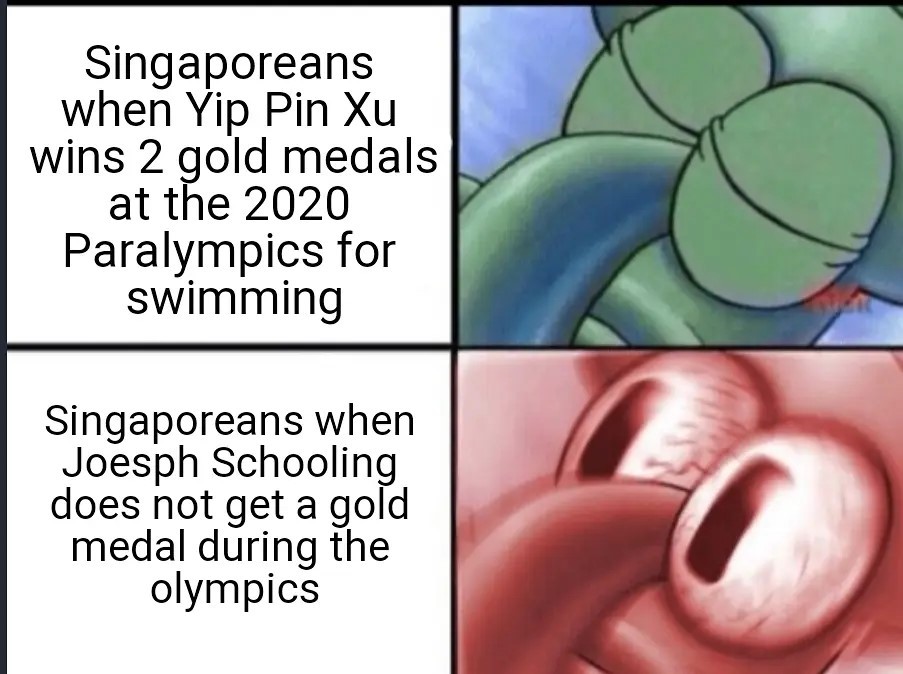 Singaporeans
when Yip Pin Xu
wins 2 gold medals
at the 2020
Paralympics for
swimming
Singaporeans when
Joesph Schooling
does not get a gold
medal during the
olympics